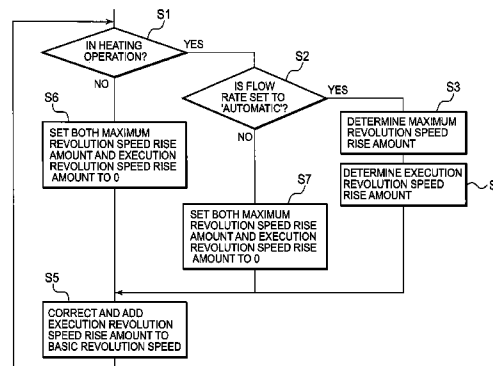 S1
IN HEATING
OPERATION?
YES
NO
S2
IS FLOW
RATE SET TO
'AUTOMATIC'?
YES
NO
S3
DETERMINE MAXIMUM
REVOLUTION SPEED
RISE AMOUNT
S
DETERMINE EXECUTION
REVOLUTION SPEED
RISE AMOUNT
S6
SET BOTH MAXIMUM
REVOLUTION SPEED RISE
AMOUNT AND EXECUTION
REVOLUTION SPEED RISE
AMOUNT TO 0
S7
SET BOTH MAXIMUM
REVOLUTION SPEED RISE
AMOUNT AND EXECUTION
REVOLUTION SPEED RISE
AMOUNT TO 0
S5
CORRECT AND ADD
EXECUTION REVOLUTION
SPEED RISE AMOUNT TO
BASIC REVOLUTION SPEED